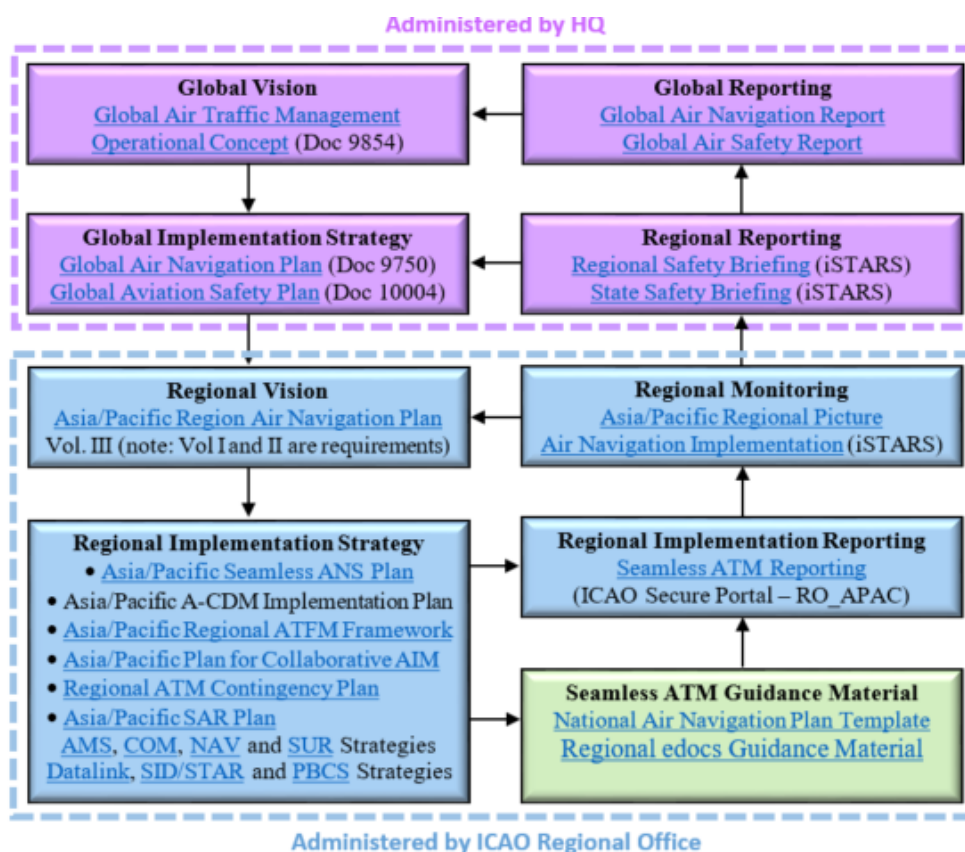 Administered by HQ
Global Vision
Global Air Traffic Management
Operational Concept (Doc 9854)
Global Reporting
Global Air Navigation Report
Global Air Safety Report
Global Implementation Strategy
Global Air Navigation Plan (Doc 9750)
Global Aviation Safety Plan (Doc 10004)
Regional Reporting
Regional Safety Briefing (iSTARS)
State Safety Briefing (iSTARS)
Regional Vision
Asia/Pacific Region Air Navigation Plan
Vol. III (note: Vol I and II are requirements)
Regional Monitoring
Asia/Pacific Regional Picture
Air Navigation Implementation (iSTARS)
Regional Implementation Strategy
• Asia/Pacific Seamless ANS Plan
• Asia/Pacific A-CDM Implementation Plan
• Asia/Pacific Regional ATFM Framework
• Asia/Pacific Plan for Collaborative AIM
• Regional ATM Contingency Plan
• Asia/Pacific SAR Plan
AMS, COM, NAV and SUR Strategies
Datalink, SID/STAR and PBCS Strategies
Regional Implementation Reporting
Seamless ATM Reporting
(ICAO Secure Portal – RO_APAC)
Seamless ATM Guidance Material
National Air Navigation Plan Template
Regional edocs Guidance Material
Administered by ICAO Regional Office